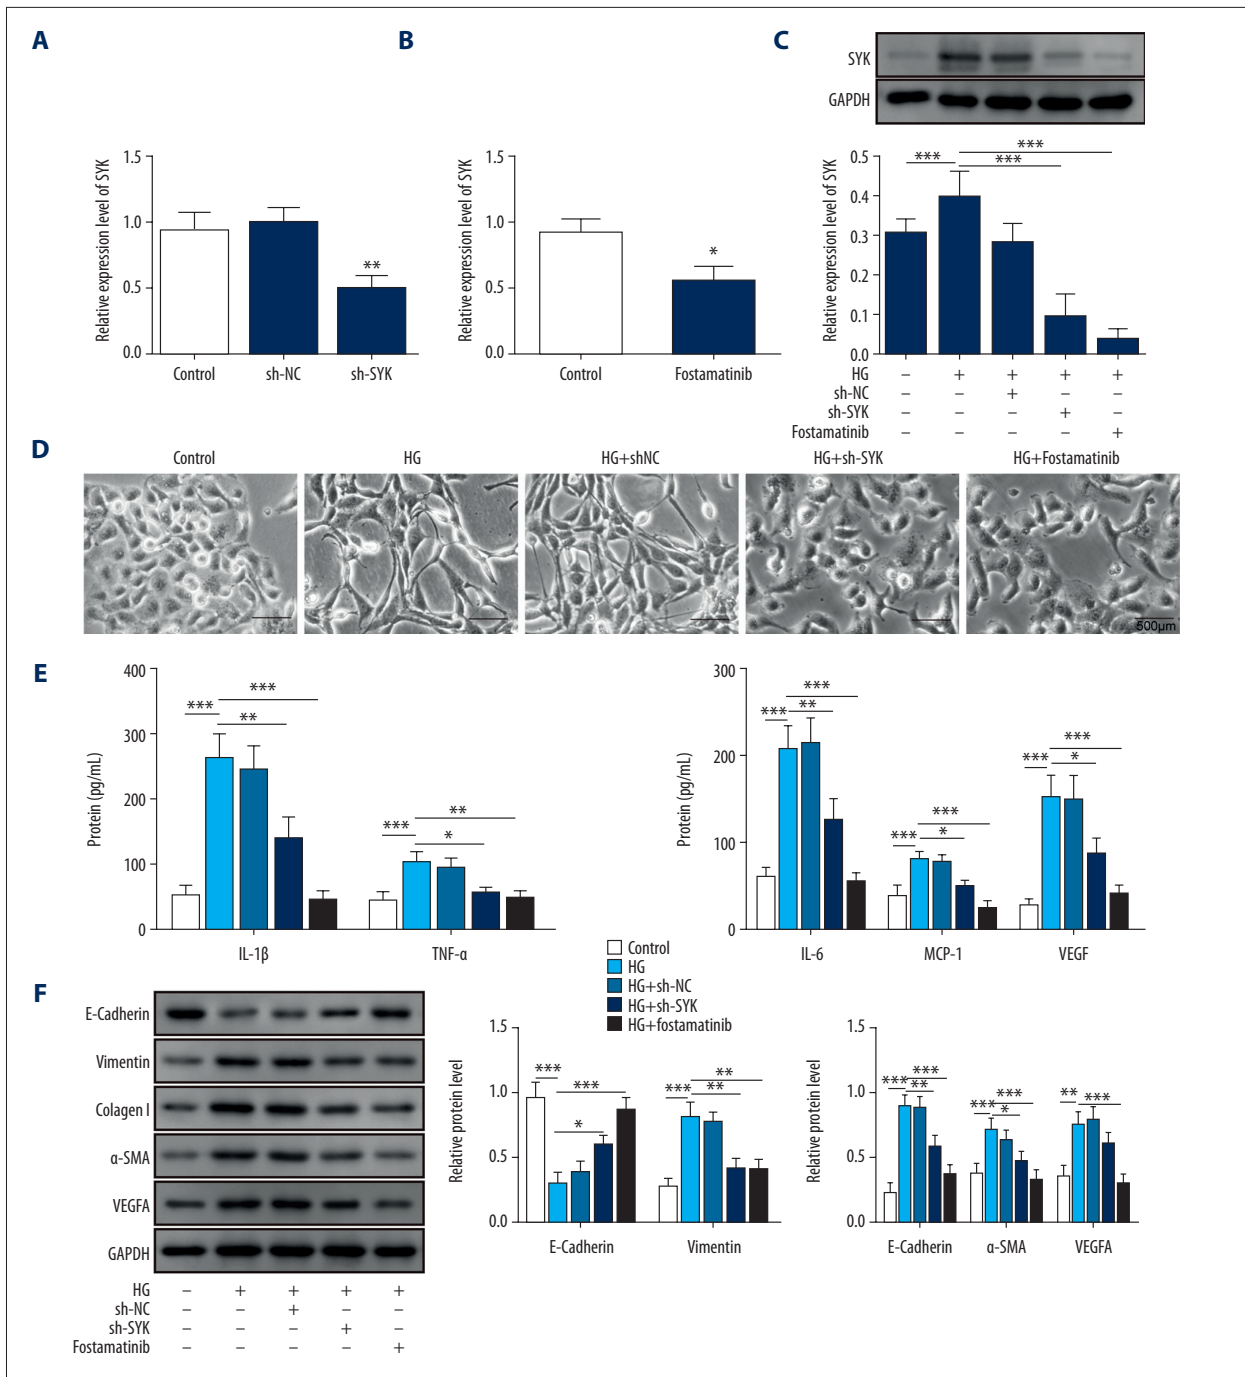 A
B
C
SYK
GAPDH
Relative expression level of SYK
1.5
1.0
0.5
0.0
**
Control
sh-NC
sh-SYK
Relative expression level of SYK
1.5
1.0
0.5
0.0
*
Control
Fostamatinib
Relative expression level of SYK
0.5
0.4
0.3
0.2
0.1
0.0
***
***
***
HG – + + + +
sh-NC – – + – –
sh-SYK – – – + –
Fostamatinib – – – – +
D
Control
HG
HG+shNC
HG+sh-SYK
HG+Fostamatinib
500µm
E
Protein (pg/mL)
400
300
200
100
0
***
***
**
***
**
*
IL-1β
TNF-α
Protein (pg/mL)
300
200
100
0
***
***
**
***
***
*
***
***
*
IL-6
MCP-1
VEGF
Control
HG
HG+sh-NC
HG+sh-SYK
HG+fostamatinib
F
E-Cadherin
Vimentin
Colagen I
α-SMA
VEGFA
GAPDH
HG – + + + +
sh-NC – – + – –
sh-SYK – – – + –
Fostamatinib – – – – +
Relative protein level
1.5
1.0
0.5
0.0
***
***
*
***
**
**
E-Cadherin
Vimentin
Relative protein level
1.5
1.0
0.5
0.0
***
***
**
***
***
*
**
***
E-Cadherin
α-SMA
VEGFA